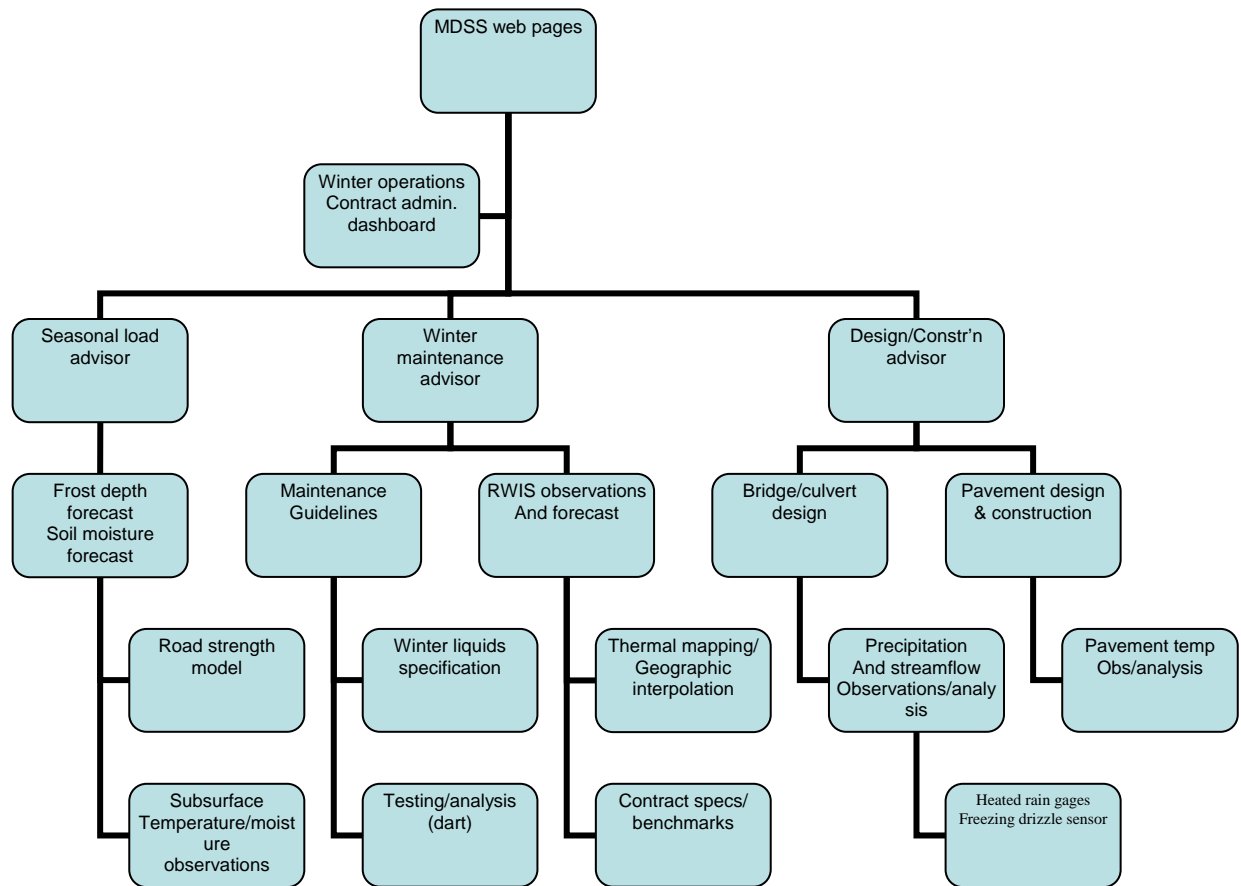 MDSS web pages
Winter operations
Contract admin.
dashboard
Seasonal load
advisor
Winter
maintenance
advisor
Design/Constr'n
advisor
Frost depth
forecast
Soil moisture
forecast
Maintenance
Guidelines
RWIS observations
And forecast
Bridge/culvert
design
Pavement design
& construction
Road strength
model
Winter liquids
specification
Thermal mapping/
Geographic
interpolation
Precipitation
And streamflow
Observations/analy
sis
Pavement temp
Obs/analysis
Subsurface
Temperature/moist
ure
observations
Testing/analysis
(dart)
Contract specs/
benchmarks
Heated rain gages
Freezing drizzle sensor